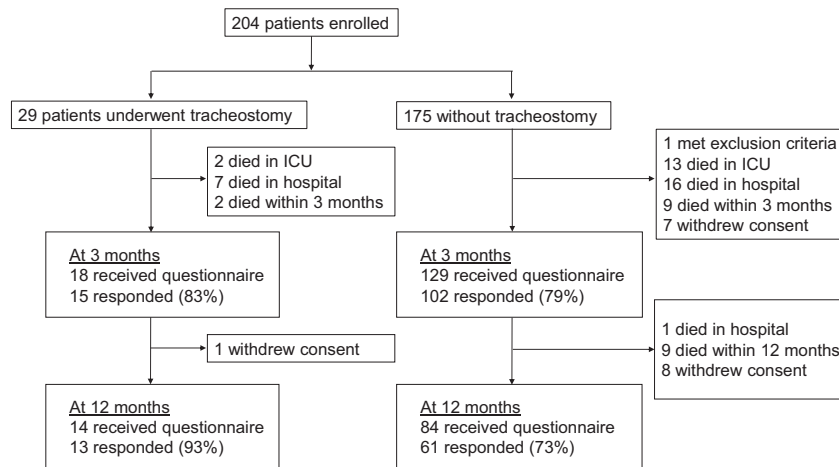 204 patients enrolled
29 patients underwent tracheostomy
175 without tracheostomy
2 died in ICU
7 died in hospital
2 died within 3 months
1 met exclusion criteria
13 died in ICU
16 died in hospital
9 died within 3 months
7 withdrew consent
At 3 months
18 received questionnaire
15 responded (83%)
At 3 months
129 received questionnaire
102 responded (79%)
1 withdrew consent
1 died in hospital
9 died within 12 months
8 withdrew consent
At 12 months
14 received questionnaire
13 responded (93%)
At 12 months
84 received questionnaire
61 responded (73%)